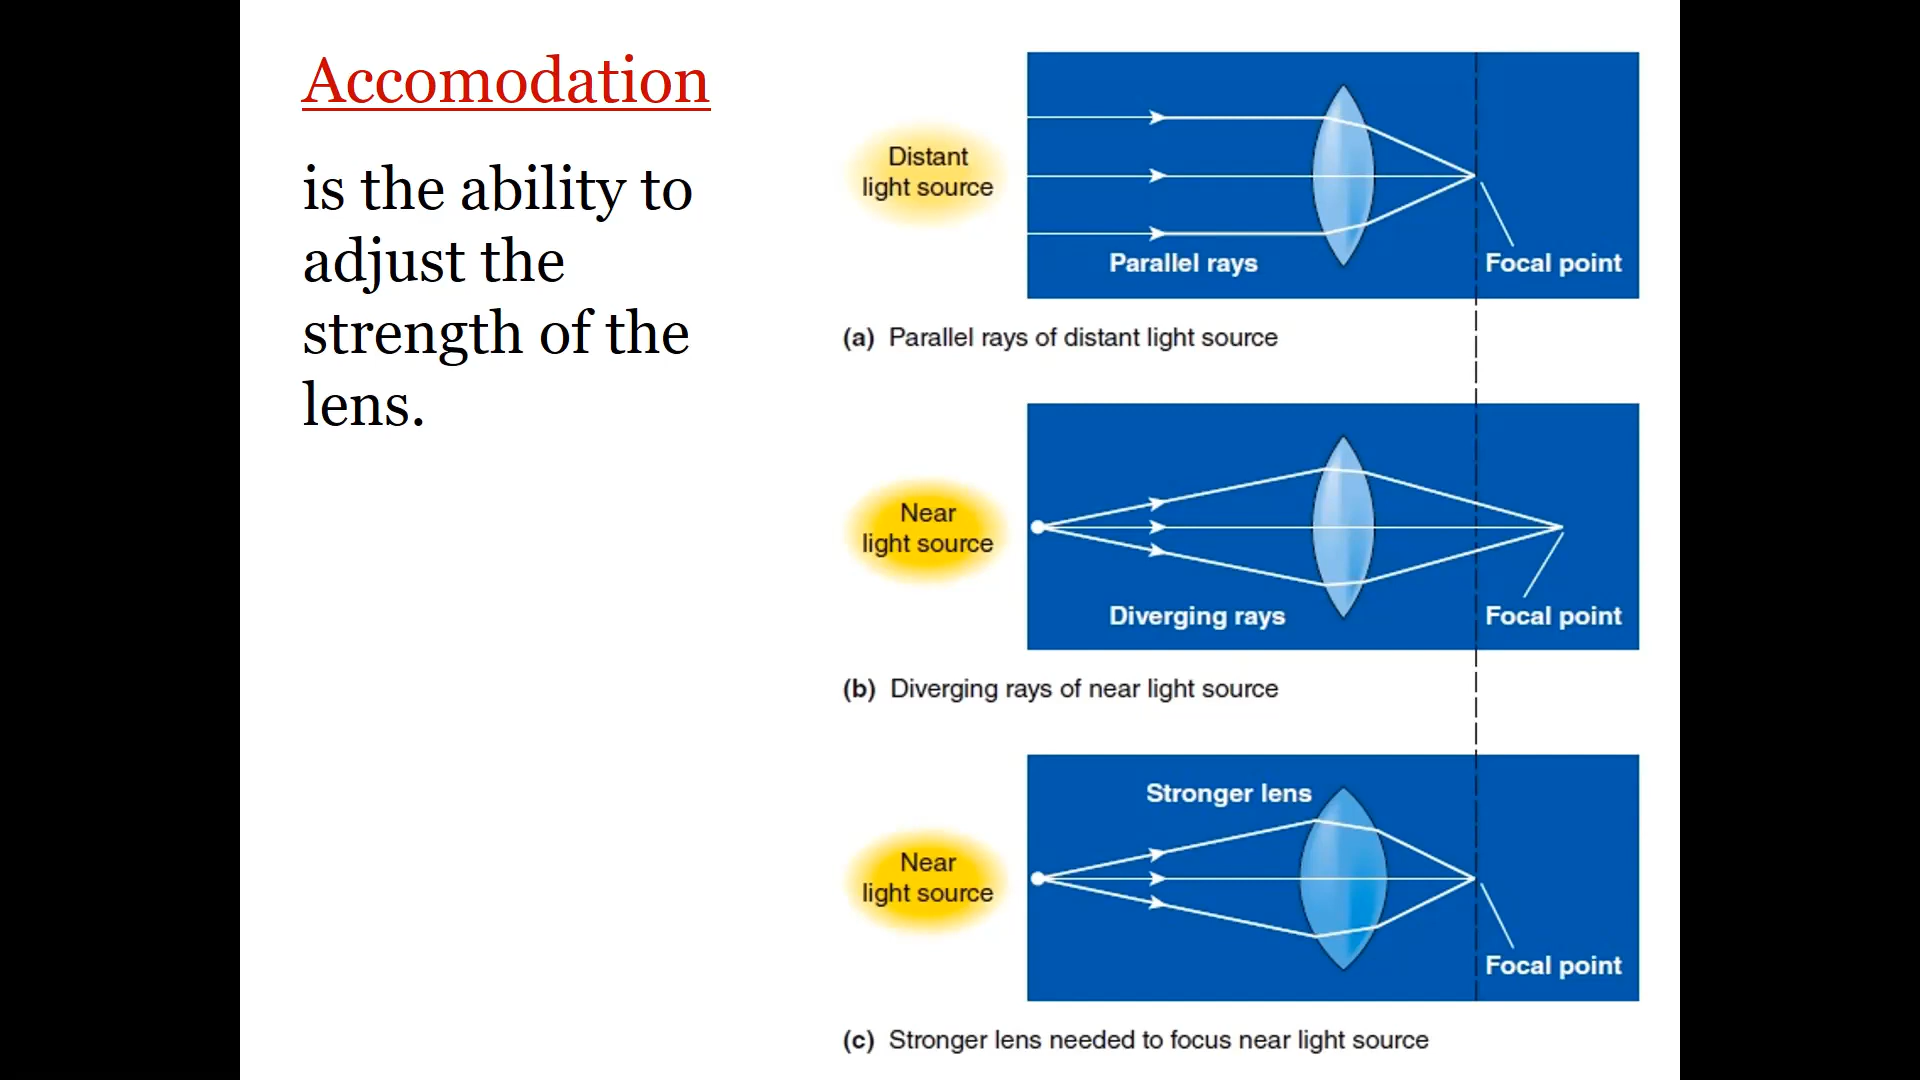 Accomodation
is the ability to
adjust the
strength of the
lens.
Distant
light source
Parallel rays
Focal point
(a) Parallel rays of distant light source
Near
light source
Diverging rays
Focal point
(b) Diverging rays of near light source
Stronger lens
Near
light source
Focal point
(c) Stronger lens needed to focus near light source